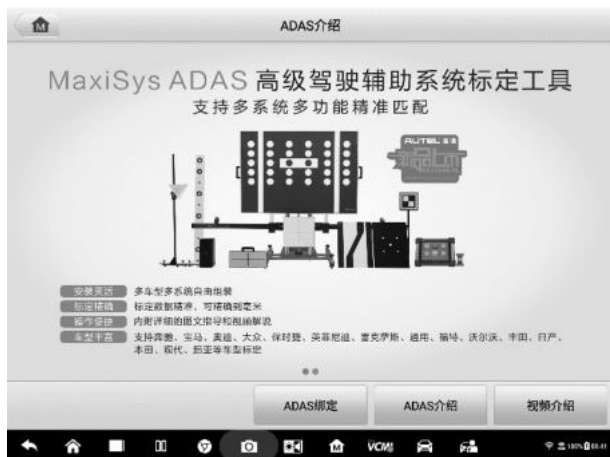 ADAS介绍
MaxiSys ADAS 高级驾驶辅助系统标定工具
支持多系统多功能精准匹配
AUTEL
安装灵活 多车型多系统自由组装
标定精确 标定数据精准，可精确到毫米
操作便捷 内附详细的图文指导和视频解说
车型丰富 支持奔驰、宝马、奥迪、大众、保时捷、英菲尼迪、雷克萨斯、通用、福特、沃尔沃、丰田、日产、
本田、现代、起亚等车型标定
ADAS绑定 ADAS介绍 视频介绍
VCMI 100%